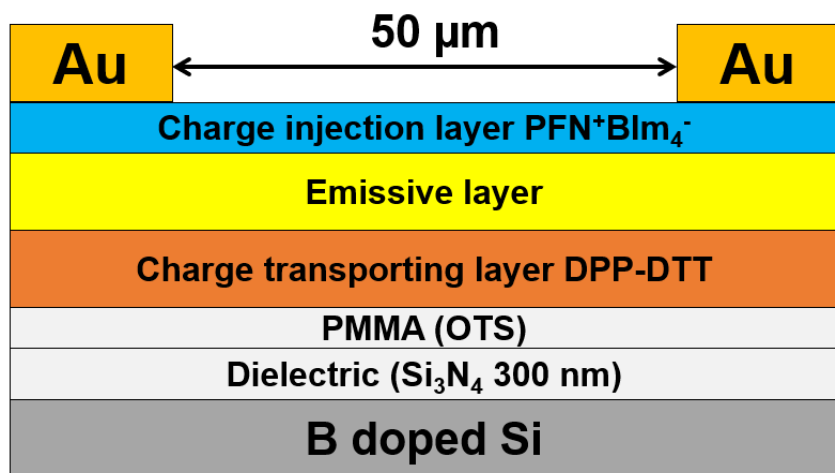 50 µm
Au
Au
Charge injection layer PFN⁺BIm₄⁻
Emissive layer
Charge transporting layer DPP-DTT
PMMA (OTS)
Dielectric (Si₃N₄ 300 nm)
B doped Si